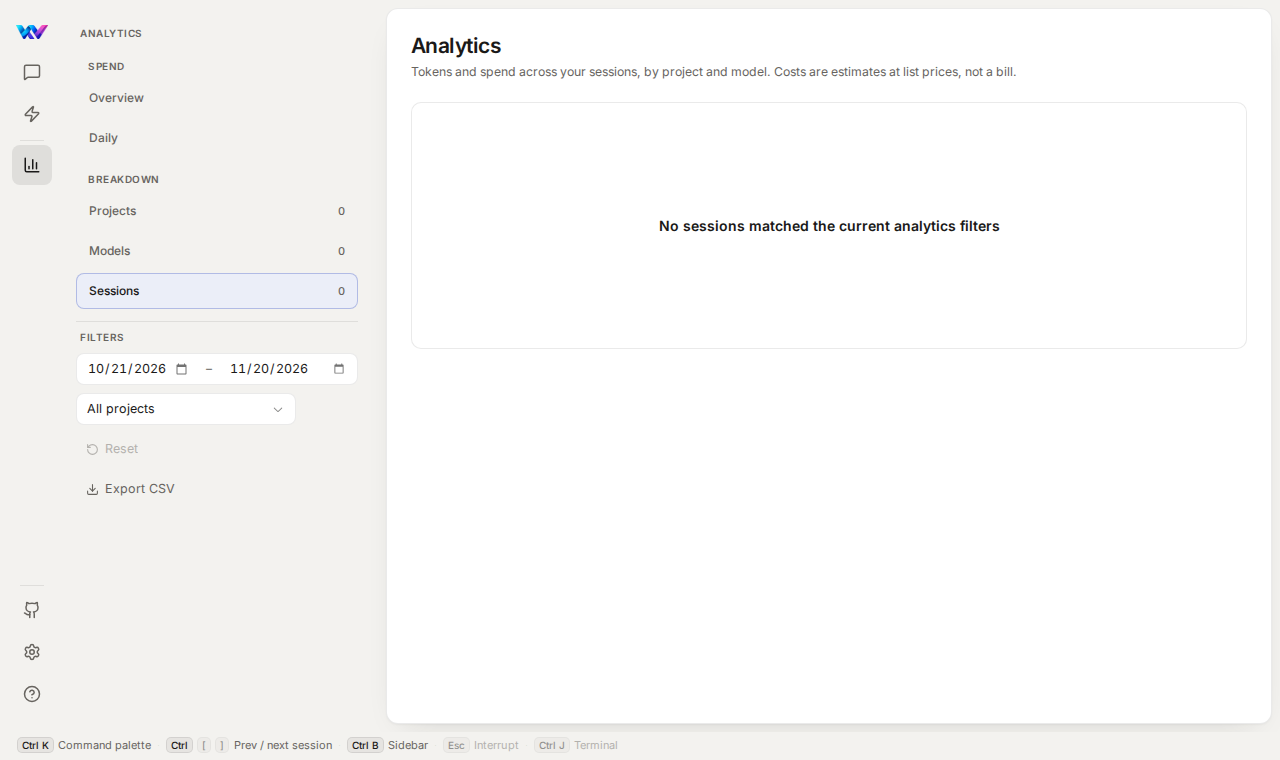 ANALYTICS
SPEND
Overview
Daily
BREAKDOWN
Projects 0
Models 0
Sessions 0
FILTERS
10/21/2026 – 11/20/2026
All projects
Reset
Export CSV
Analytics
Tokens and spend across your sessions, by project and model. Costs are estimates at list prices, not a bill.
No sessions matched the current analytics filters
Ctrl K Command palette Ctrl [ ] Prev / next session Ctrl B Sidebar Esc Interrupt Ctrl J Terminal